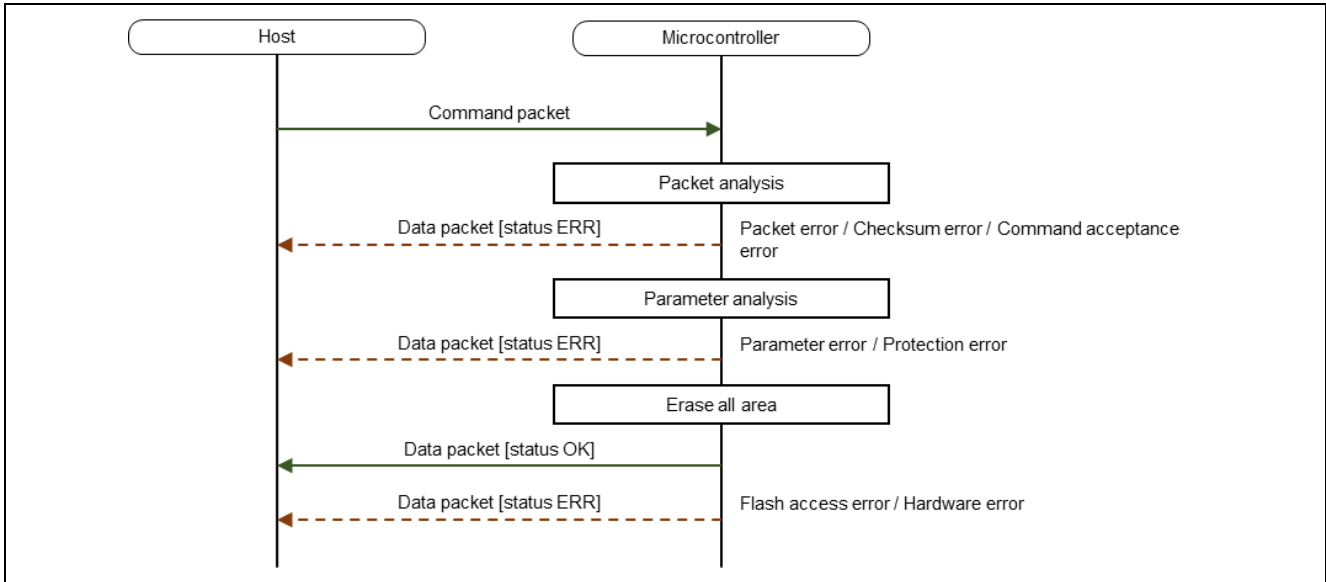 Host
Microcontroller
Command packet
Packet analysis
Data packet [status ERR]
Packet error / Checksum error / Command acceptance
error
Parameter analysis
Data packet [status ERR]
Parameter error / Protection error
Erase all area
Data packet [status OK]
Data packet [status ERR]
Flash access error / Hardware error